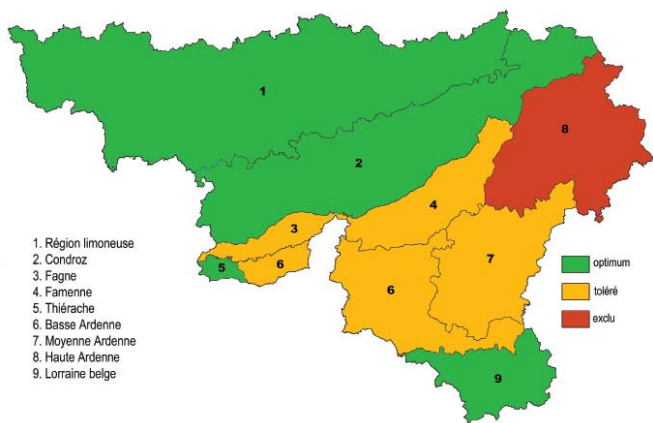 1
8
2
4
3
5
6
7
6
9
1. Région limoneuse
2. Condroz
3. Fagne
4. Famenne
5. Thiérache
6. Basse Ardenne
7. Moyenne Ardenne
8. Haute Ardenne
9. Lorraine belge
optimum
toléré
exclu